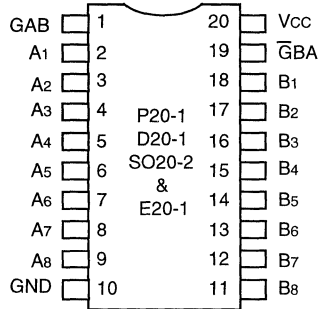 GAB 1 20 Vcc
A1 2 19 G̅BA
A2 3 18 B1
A3 4 17 B2
P20-1
A4 5 16 B3
D20-1
A5 6 15 B4
SO20-2
&
A6 7 14 B5
E20-1
A7 8 13 B6
A8 9 12 B7
GND 10 11 B8